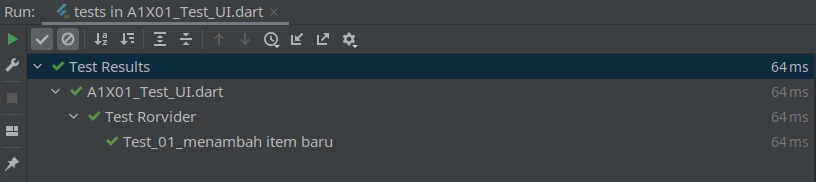 Run: tests in A1X01_Test_UI.dart
Test Results 64 ms
A1X01_Test_UI.dart 64 ms
Test Rorvider 64 ms
Test_01_menambah item baru 64 ms